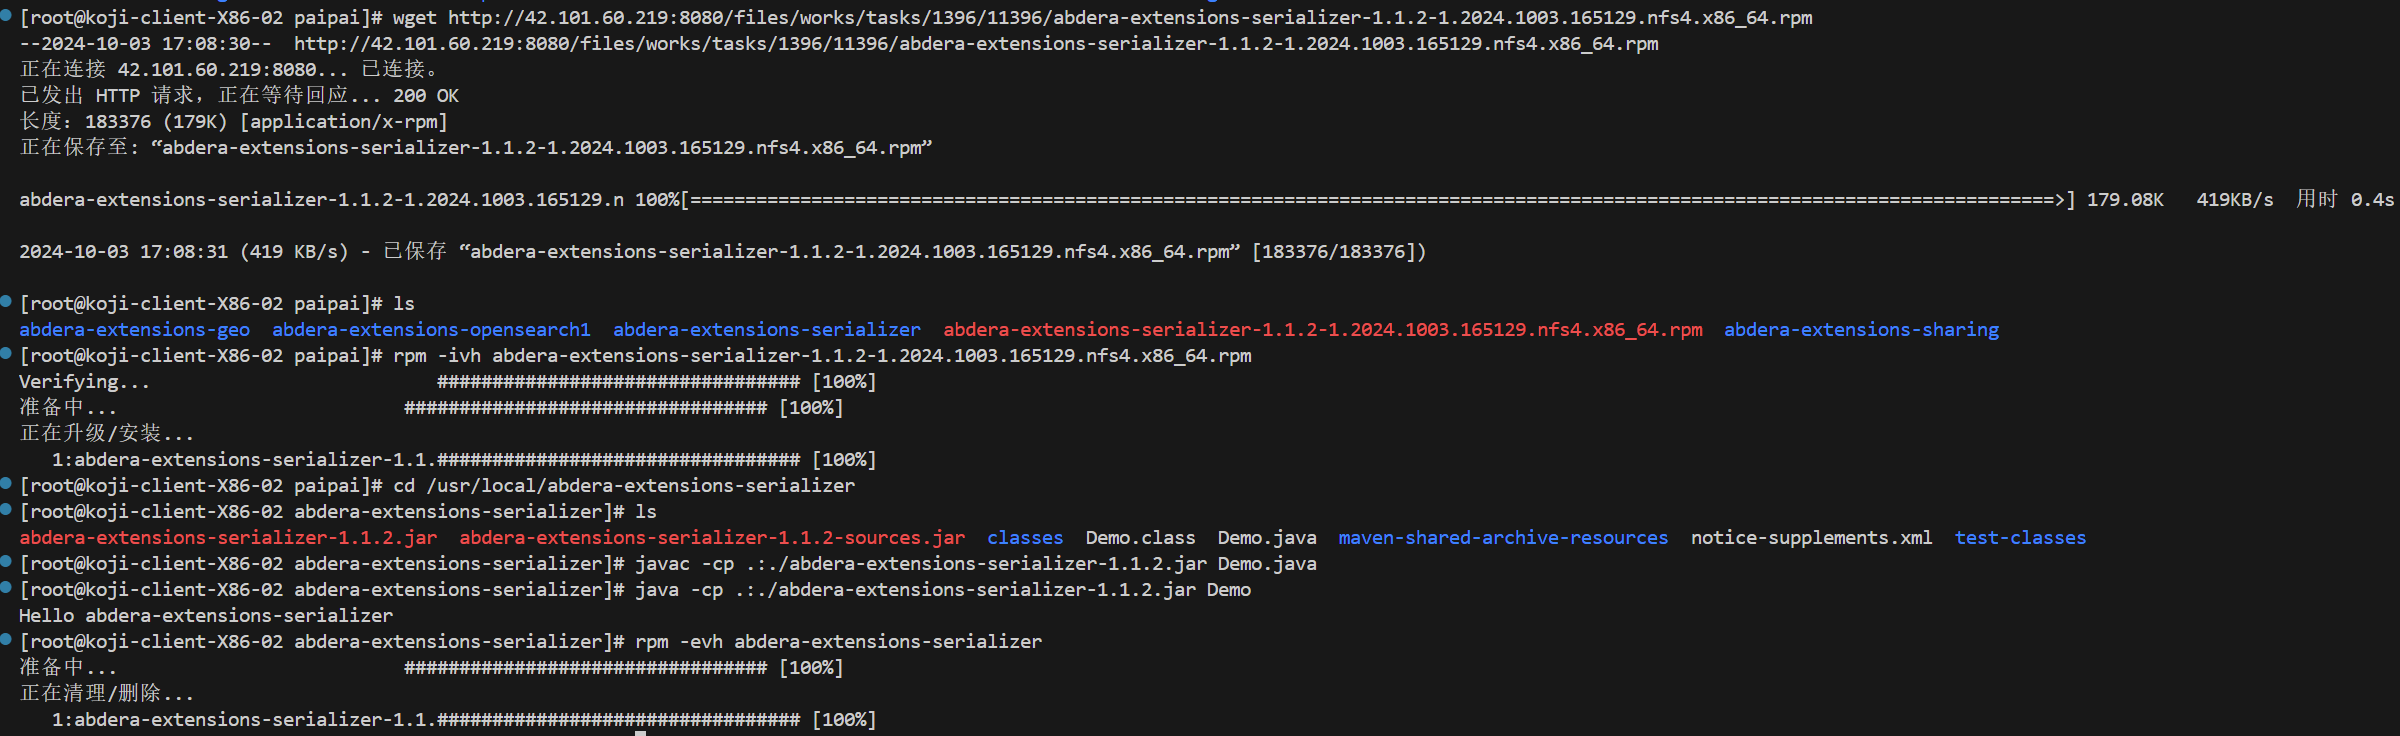 [root@koji-client-X86-02 paipai]# wget http://42.101.60.219:8080/files/works/tasks/1396/11396/abdera-extensions-serializer-1.1.2-1.2024.1003.165129.nfs4.x86_64.rpm
--2024-10-03 17:08:30--  http://42.101.60.219:8080/files/works/tasks/1396/11396/abdera-extensions-serializer-1.1.2-1.2024.1003.165129.nfs4.x86_64.rpm
正在连接 42.101.60.219:8080... 已连接。
已发出 HTTP 请求，正在等待回应... 200 OK
长度：183376 (179K) [application/x-rpm]
正在保存至: “abdera-extensions-serializer-1.1.2-1.2024.1003.165129.nfs4.x86_64.rpm”
abdera-extensions-serializer-1.1.2-1.2024.1003.165129.n 100%[============================================================================================================================>] 179.08K   419KB/s  用时 0.4s
2024-10-03 17:08:31 (419 KB/s) - 已保存 “abdera-extensions-serializer-1.1.2-1.2024.1003.165129.nfs4.x86_64.rpm” [183376/183376])
[root@koji-client-X86-02 paipai]# ls
abdera-extensions-geo  abdera-extensions-opensearch1  abdera-extensions-serializer  abdera-extensions-serializer-1.1.2-1.2024.1003.165129.nfs4.x86_64.rpm  abdera-extensions-sharing
[root@koji-client-X86-02 paipai]# rpm -ivh abdera-extensions-serializer-1.1.2-1.2024.1003.165129.nfs4.x86_64.rpm
Verifying...                          ################################# [100%]
准备中...                          ################################# [100%]
正在升级/安装...
   1:abdera-extensions-serializer-1.1.################################# [100%]
[root@koji-client-X86-02 paipai]# cd /usr/local/abdera-extensions-serializer
[root@koji-client-X86-02 abdera-extensions-serializer]# ls
abdera-extensions-serializer-1.1.2.jar  abdera-extensions-serializer-1.1.2-sources.jar  classes  Demo.class  Demo.java  maven-shared-archive-resources  notice-supplements.xml  test-classes
[root@koji-client-X86-02 abdera-extensions-serializer]# javac -cp .:./abdera-extensions-serializer-1.1.2.jar Demo.java
[root@koji-client-X86-02 abdera-extensions-serializer]# java -cp .:./abdera-extensions-serializer-1.1.2.jar Demo
Hello abdera-extensions-serializer
[root@koji-client-X86-02 abdera-extensions-serializer]# rpm -evh abdera-extensions-serializer
准备中...                          ################################# [100%]
正在清理/删除...
   1:abdera-extensions-serializer-1.1.################################# [100%]